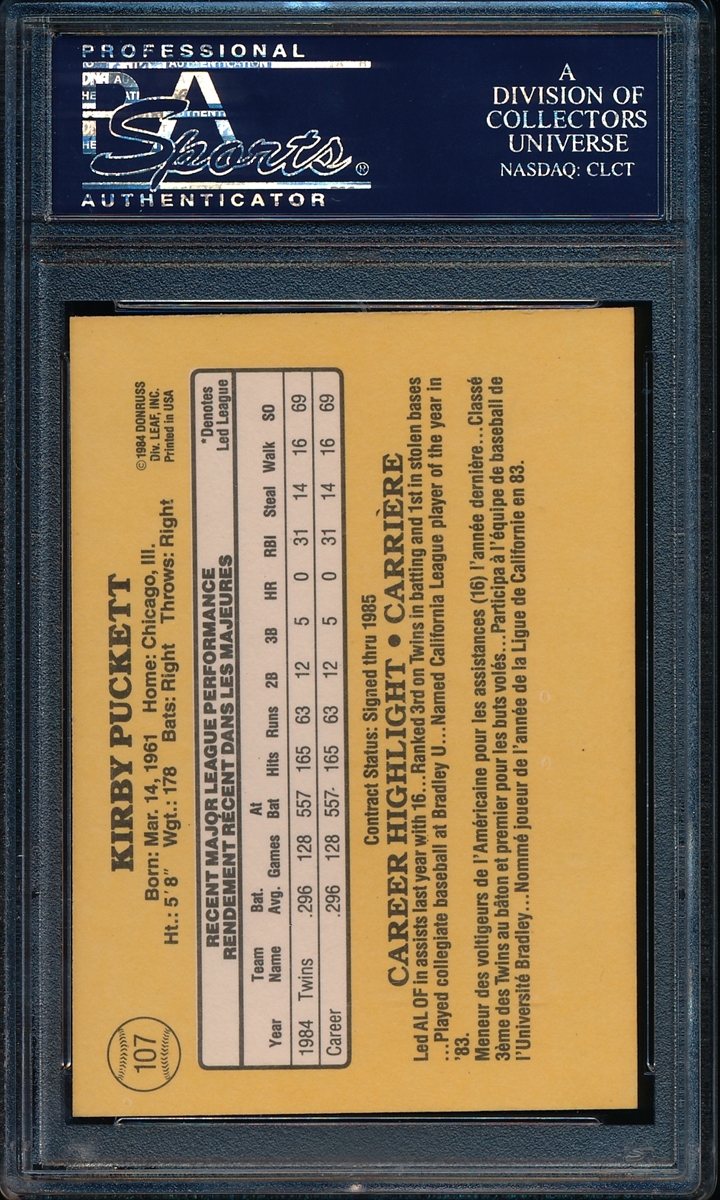 PROFESSIONAL
PSA
Sports®
AUTHENTICATOR
A
DIVISION OF
COLLECTORS
UNIVERSE
NASDAQ: CLCT
107
KIRBY PUCKETT
©1984 DONRUSS
Div. LEAF, INC.
Printed in USA
Born: Mar. 14, 1961 Home: Chicago, Ill.
Ht.: 5'8" Wgt.: 178 Bats: Right Throws: Right
RECENT MAJOR LEAGUE PERFORMANCE
RENDEMENT RÉCENT DANS LES MAJEURES
*Denotes
Led League
Year Team Name Bat. Avg. Games At Bat Hits Runs 2B 3B HR RBI Steal Walk SO
1984 Twins .296 128 557 165 63 12 5 0 31 14 16 69
Career .296 128 557 165 63 12 5 0 31 14 16 69
Contract Status: Signed thru 1985
CAREER HIGHLIGHT • CARRIÈRE
Led AL OF in assists last year with 16...Ranked 3rd on Twins in batting and 1st in stolen bases
...Played collegiate baseball at Bradley U...Named California League player of the year in
'83.
Meneur des voltigeurs de l'Américaine pour les assistances (16) l'année dernière...Classé
3ème des Twins au bâton et premier pour les buts volés...Participa à l'équipe de baseball de
l'Université Bradley...Nommé joueur de l'année de la Ligue de Californie en 83.